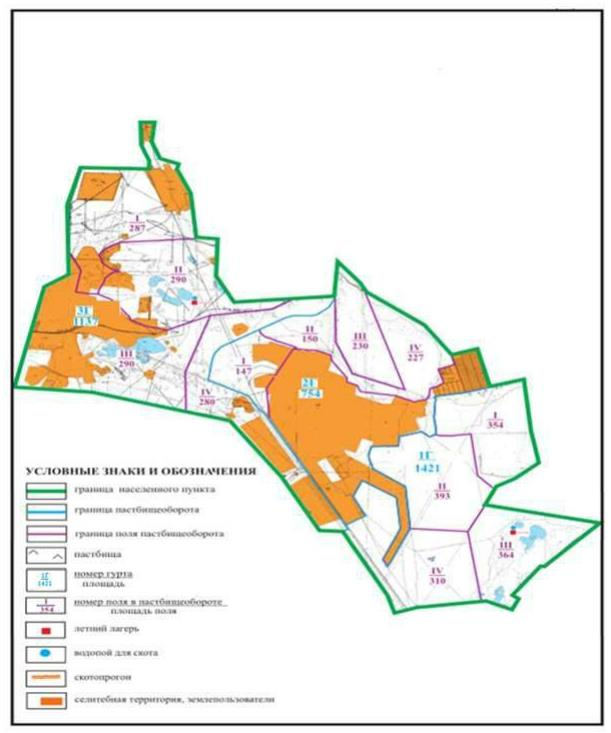 I
287
II
290
3Г
1137
III
290
IV
280
I
147
II
150
III
230
IV
227
2Г
754
I
354
1Г
1421
II
393
III
364
IV
310
УСЛОВНЫЕ ЗНАКИ И ОБОЗНАЧЕНИЯ
граница населенного пункта
граница пастбищеоборота
граница поля пастбищеоборота
пастбища
1Г
1421
номер гурта
площадь
I
354
номер поля в пастбищеобороте
площадь поля
летний лагерь
водопой для скота
скотопрогон
селитебная территория, землепользователи